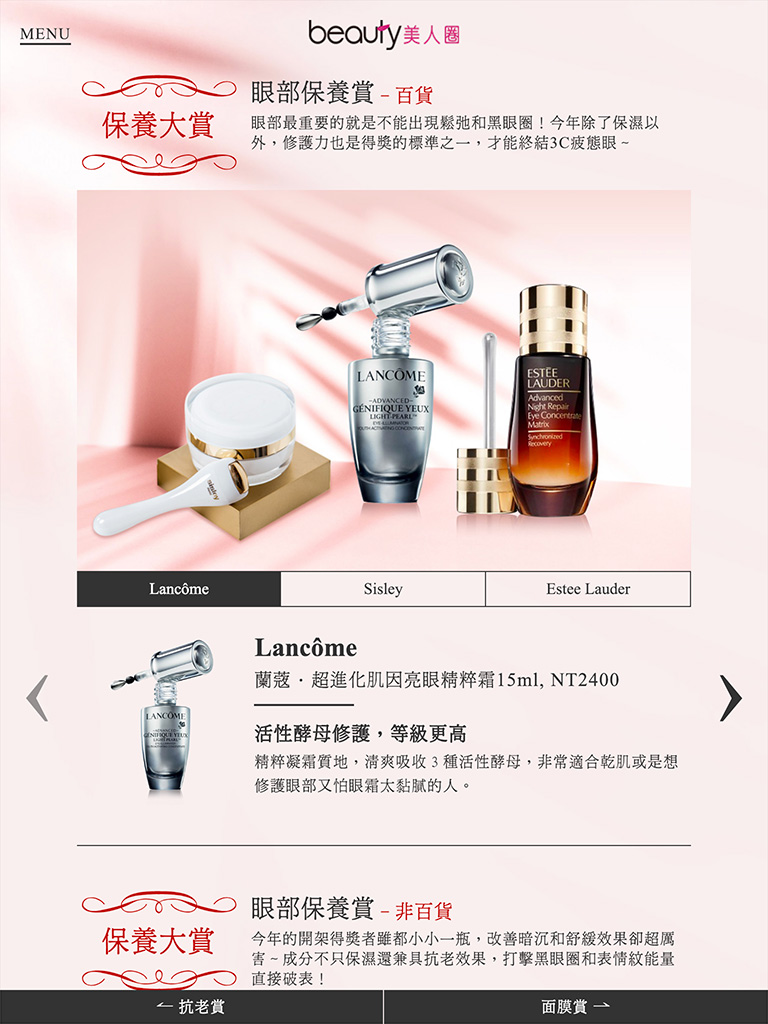 MENU
beauty美人圈
保養大賞
眼部保養賞 – 百貨
眼部最重要的就是不能出現鬆弛和黑眼圈！今年除了保濕以
外，修護力也是得獎的標準之一，才能終結3C疲態眼 ~
LANCÔME
-ADVANCED-
GÉNIFIQUE YEUX
LIGHT-PEARL™
EYE-ILLUMINATOR
YOUTH ACTIVATING CONCENTRATE
sisley
ESTĒE
LAUDER
Advanced
Night Repair
Eye Concentrate
Matrix
Synchronized
Recovery
Lancôme
Sisley
Estee Lauder
Lancôme
蘭蔻．超進化肌因亮眼精粹霜15ml, NT2400
活性酵母修護，等級更高
精粹凝霜質地，清爽吸收 3 種活性酵母，非常適合乾肌或是想
修護眼部又怕眼霜太黏膩的人。
LANCÔME
GÉNIFIQUE YEUX
保養大賞
眼部保養賞 – 非百貨
今年的開架得獎者雖都小小一瓶，改善暗沉和舒緩效果卻超厲
害 ~ 成分不只保濕還兼具抗老效果，打擊黑眼圈和表情紋能量
直接破表！
← 抗老賞
面膜賞 →